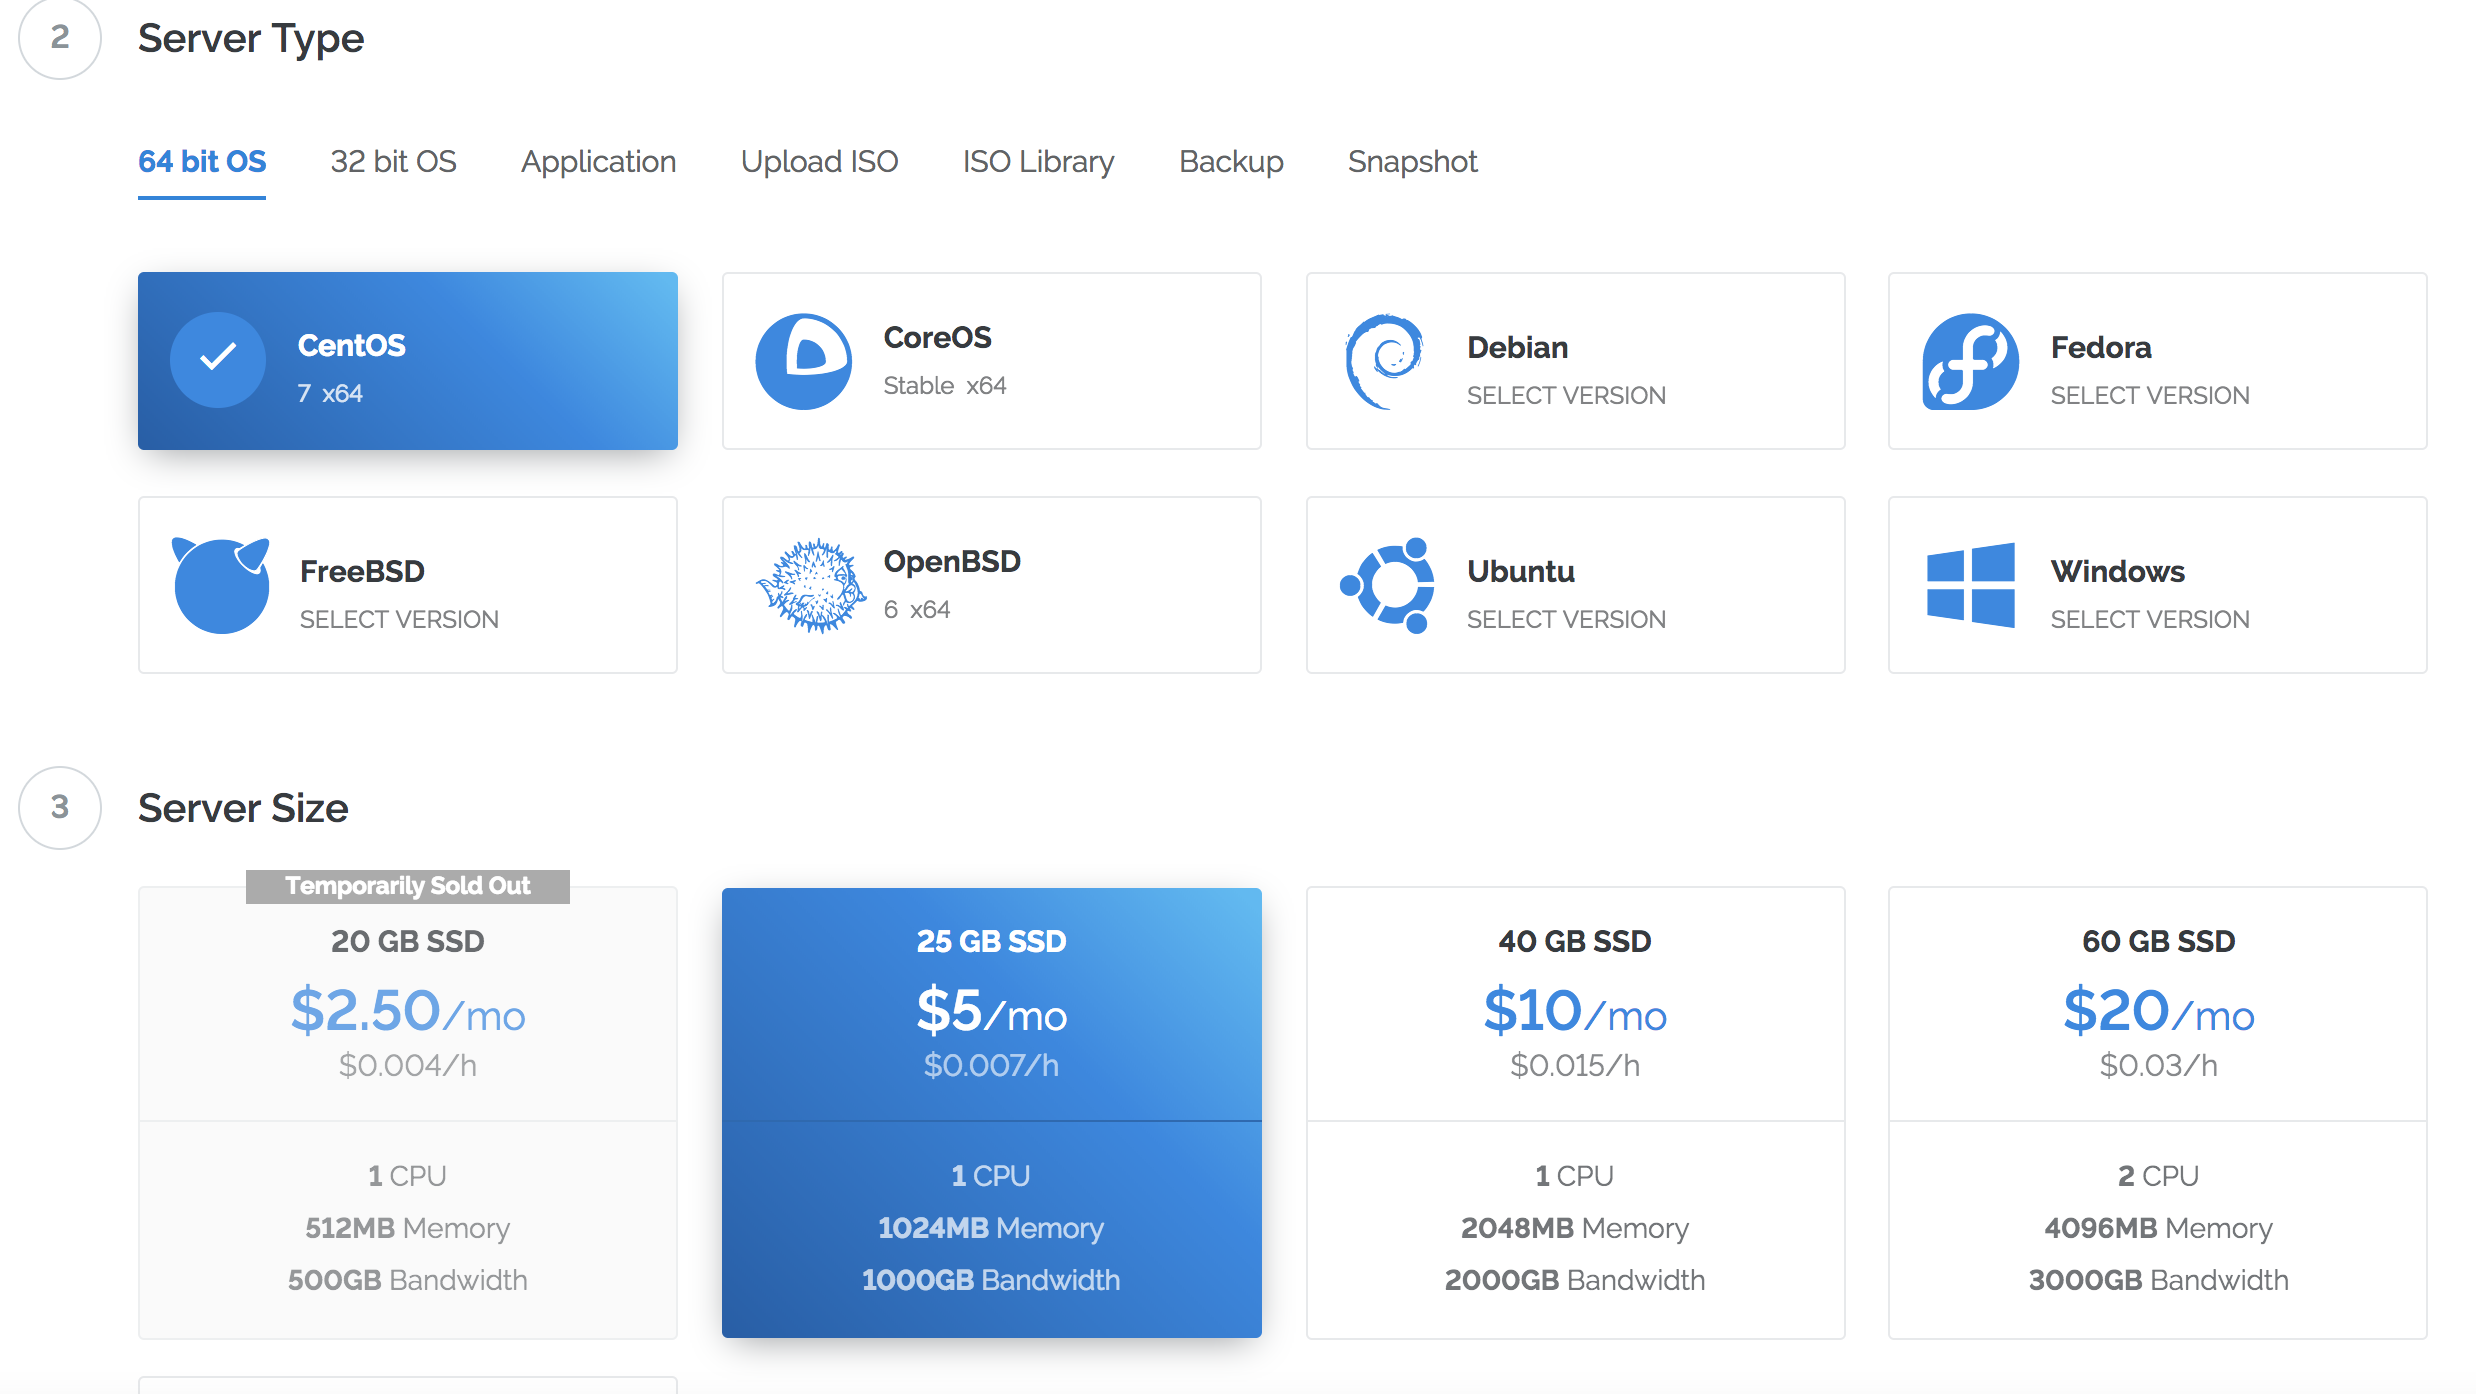 2
Server Type
64 bit OS
32 bit OS
Application
Upload ISO
ISO Library
Backup
Snapshot
CentOS
7 x64
CoreOS
Stable x64
Debian
SELECT VERSION
Fedora
SELECT VERSION
FreeBSD
SELECT VERSION
OpenBSD
6 x64
Ubuntu
SELECT VERSION
Windows
SELECT VERSION
3
Server Size
Temporarily Sold Out
20 GB SSD
$2.50/mo
$0.004/h
1 CPU
512MB Memory
500GB Bandwidth
25 GB SSD
$5/mo
$0.007/h
1 CPU
1024MB Memory
1000GB Bandwidth
40 GB SSD
$10/mo
$0.015/h
1 CPU
2048MB Memory
2000GB Bandwidth
60 GB SSD
$20/mo
$0.03/h
2 CPU
4096MB Memory
3000GB Bandwidth